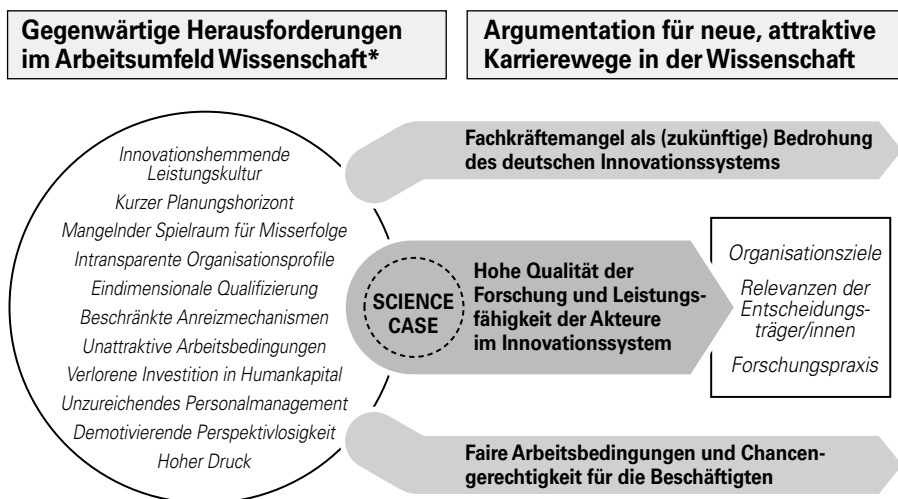 Gegenwärtige Herausforderungen
im Arbeitsumfeld Wissenschaft*
Argumentation für neue, attraktive
Karrierewege in der Wissenschaft
Innovationshemmende
Leistungskultur
Kurzer Planungshorizont
Mangelnder Spielraum für Misserfolge
Intransparente Organisationsprofile
Eindimensionale Qualifizierung
Beschränkte Anreizmechanismen
Unattraktive Arbeitsbedingungen
Verlorene Investition in Humankapital
Unzureichendes Personalmanagement
Demotivierende Perspektivlosigkeit
Hoher Druck
Fachkräftemangel als (zukünftige) Bedrohung
des deutschen Innovationssystems
SCIENCE
CASE
Hohe Qualität der
Forschung und Leistungs-
fähigkeit der Akteure
im Innovationssystem
Organisationsziele
Relevanzen der
Entscheidungs-
träger/innen
Forschungspraxis
Faire Arbeitsbedingungen und Chancen-
gerechtigkeit für die Beschäftigten